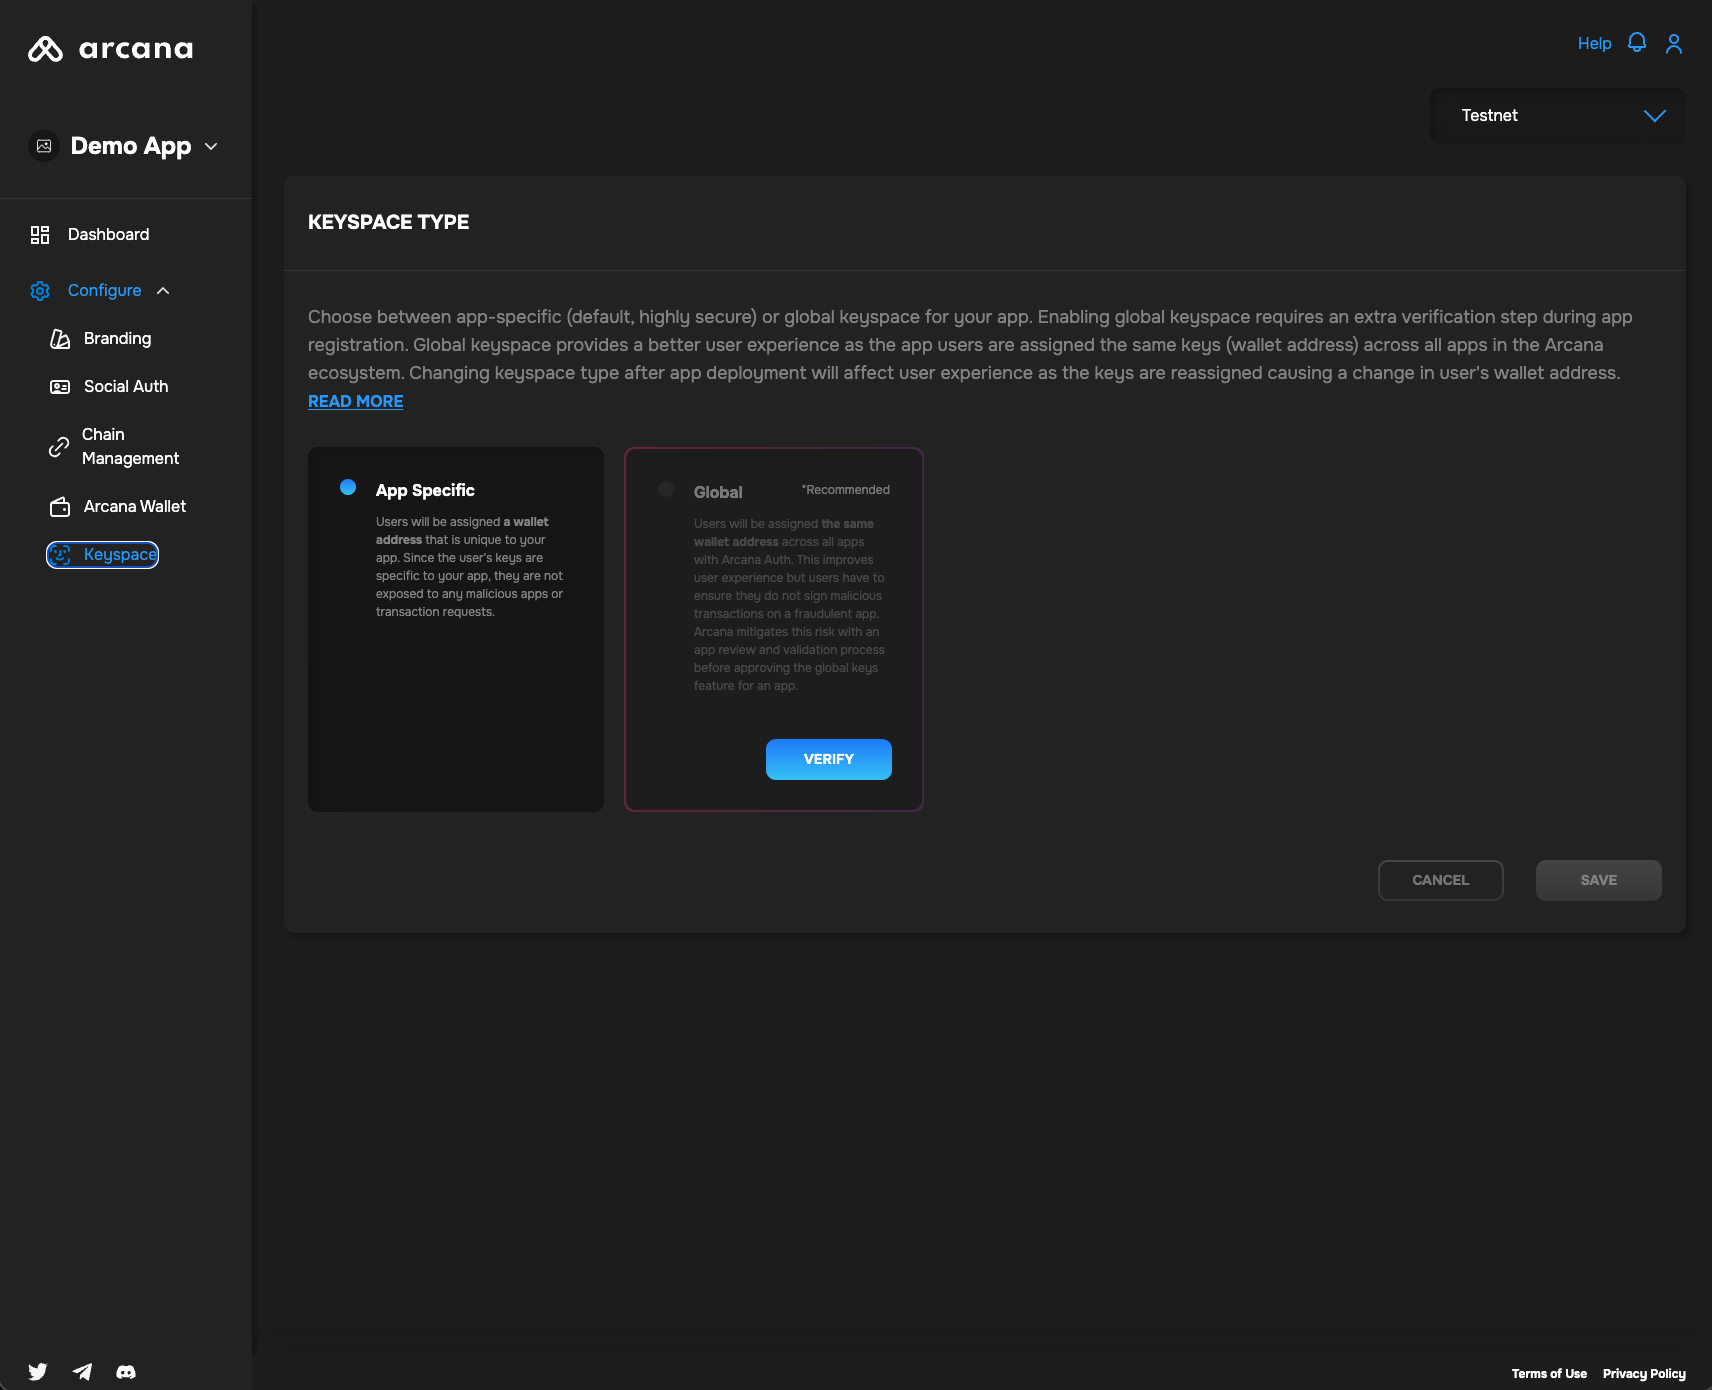 arcana
Help
Testnet
Demo App
Dashboard
Configure
Branding
Social Auth
Chain
Management
Arcana Wallet
Keyspace
KEYSPACE TYPE
Choose between app-specific (default, highly secure) or global keyspace for your app. Enabling global keyspace requires an extra verification step during app
registration. Global keyspace provides a better user experience as the app users are assigned the same keys (wallet address) across all apps in the Arcana
ecosystem. Changing keyspace type after app deployment will affect user experience as the keys are reassigned causing a change in user's wallet address.
READ MORE
App Specific
Users will be assigned a wallet
address that is unique to your
app. Since the user's keys are
specific to your app, they are not
exposed to any malicious apps or
transaction requests.
Global
*Recommended
Users will be assigned the same
wallet address across all apps
with Arcana Auth. This improves
user experience but users have to
ensure they do not sign malicious
transactions on a fraudulent app.
Arcana mitigates this risk with an
app review and validation process
before approving the global keys
feature for an app.
VERIFY
CANCEL
SAVE
Terms of Use
Privacy Policy